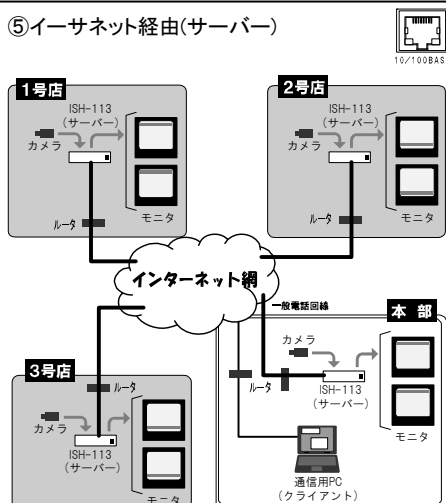 ⑤イーサネット経由(サーバー)
10/100BAS
1号店
ISH-113
(サーバー)
カメラ
ルータ
モニタ
2号店
ISH-113
(サーバー)
カメラ
ルータ
モニタ
インターネット網
一般電話回線
3号店
ルータ
カメラ
ISH-113
(サーバー)
モニタ
本 部
カメラ
ルータ
ISH-113
(サーバー)
モニタ
通信用PC
(クライアント)